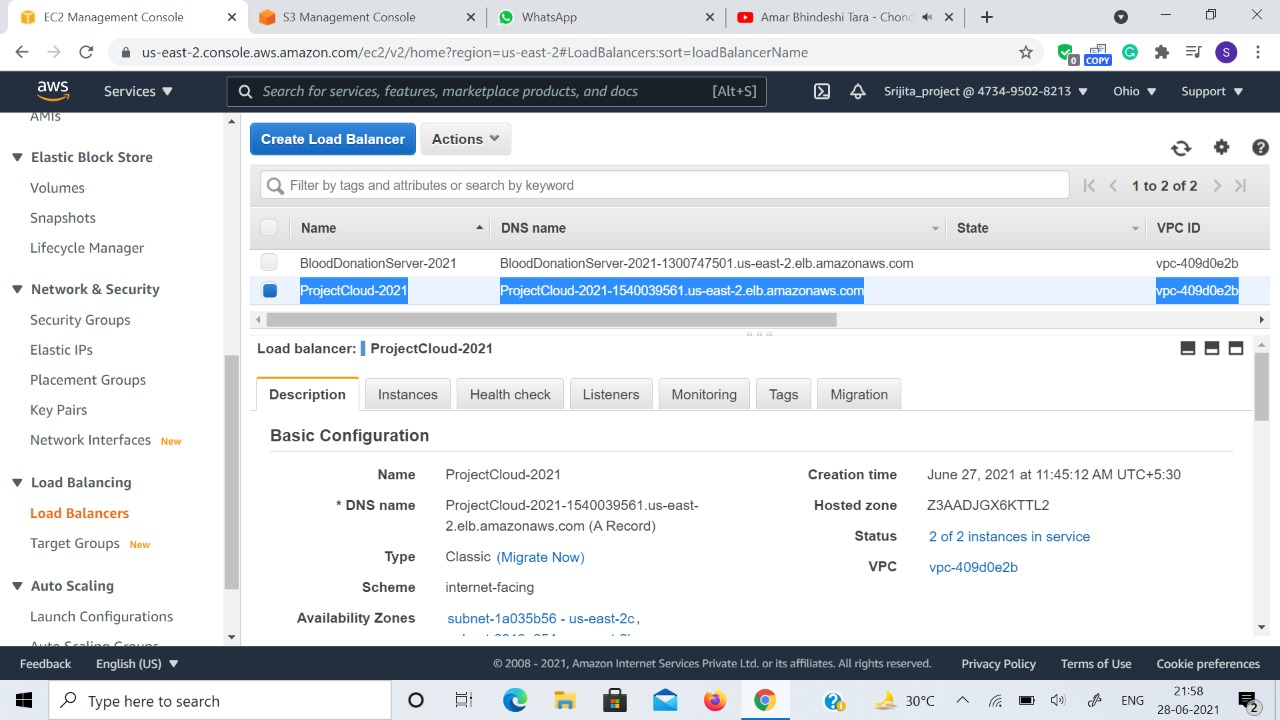 EC2 Management Console
S3 Management Console
WhatsApp
Amar Bhindeshi Tara - Chond
us-east-2.console.aws.amazon.com/ec2/v2/home?region=us-east-2#LoadBalancers:sort=loadBalancerName
0
COPY
G
S
aws
Services
Search for services, features, marketplace products, and docs
[Alt+S]
Srijita_project @ 4734-9502-8213
Ohio
Support
AMIs
Elastic Block Store
Volumes
Snapshots
Lifecycle Manager
Network & Security
Security Groups
Elastic IPs
Placement Groups
Key Pairs
Network Interfaces New
Load Balancing
Load Balancers
Target Groups New
Auto Scaling
Launch Configurations
Auto Scaling Groups
Create Load Balancer
Actions
Filter by tags and attributes or search by keyword
1 to 2 of 2
Name DNS name State VPC ID
BloodDonationServer-2021 BloodDonationServer-2021-1300747501.us-east-2.elb.amazonaws.com vpc-409d0e2b
ProjectCloud-2021 ProjectCloud-2021-1540039561.us-east-2.elb.amazonaws.com vpc-409d0e2b
Load balancer: ProjectCloud-2021
Description Instances Health check Listeners Monitoring Tags Migration
Basic Configuration
Name ProjectCloud-2021
* DNS name ProjectCloud-2021-1540039561.us-east-
2.elb.amazonaws.com (A Record)
Type Classic (Migrate Now)
Scheme internet-facing
Availability Zones subnet-1a035b56 - us-east-2c,
Creation time June 27, 2021 at 11:45:12 AM UTC+5:30
Hosted zone Z3AADJGX6KTTL2
Status 2 of 2 instances in service
VPC vpc-409d0e2b
Feedback
English (US)
© 2008 - 2021, Amazon Internet Services Private Ltd. or its affiliates. All rights reserved.
Privacy Policy
Terms of Use
Cookie preferences
Type here to search
30°C
ENG
21:58
28-06-2021
2